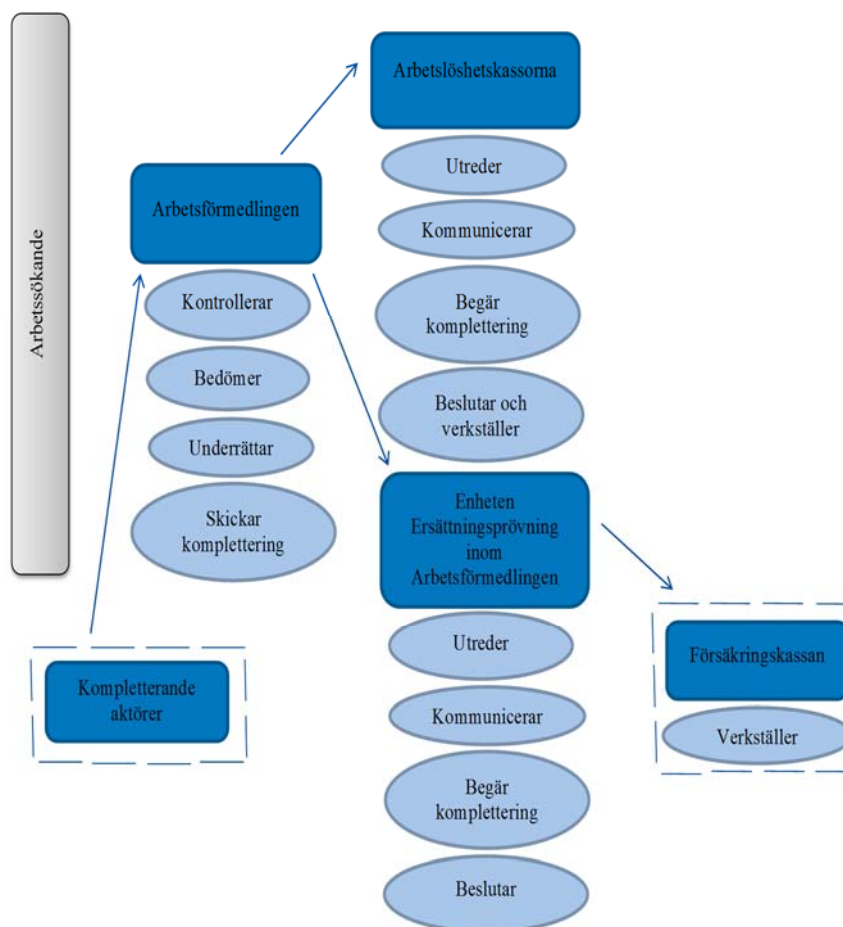 Arbetssökande
Arbetslöshetskassorna
Utreder
Kommunicerar
Begär
komplettering
Beslutar och
verkställer
Arbetsförmedlingen
Kontrollerar
Bedömer
Underrättar
Skickar
komplettering
Enheten
Ersättningsprövning
inom
Arbetsförmedlingen
Utreder
Kommunicerar
Begär
komplettering
Beslutar
Kompletterande
aktörer
Försäkringskassan
Verkställer